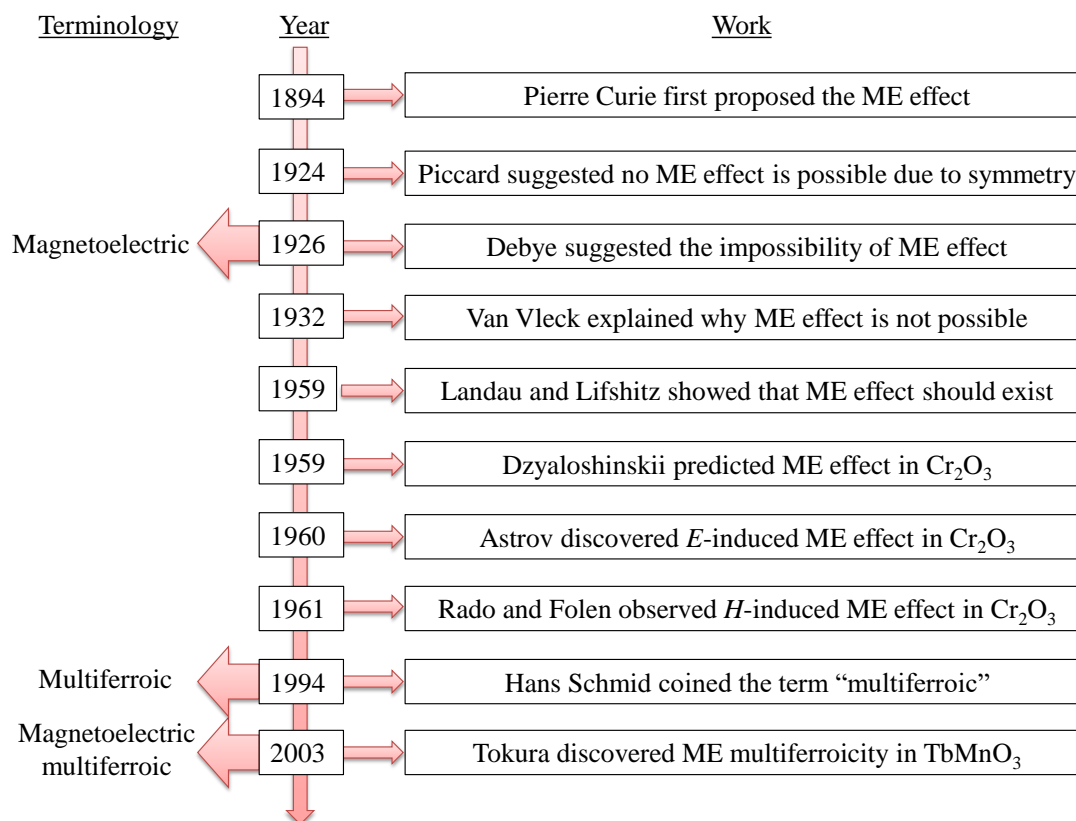 Terminology Year Work
1894 Pierre Curie first proposed the ME effect
1924 Piccard suggested no ME effect is possible due to symmetry
Magnetoelectric 1926 Debye suggested the impossibility of ME effect
1932 Van Vleck explained why ME effect is not possible
1959 Landau and Lifshitz showed that ME effect should exist
1959 Dzyaloshinskii predicted ME effect in Cr₂O₃
1960 Astrov discovered E-induced ME effect in Cr₂O₃
1961 Rado and Folen observed H-induced ME effect in Cr₂O₃
Multiferroic 1994 Hans Schmid coined the term “multiferroic”
Magnetoelectric
multiferroic 2003 Tokura discovered ME multiferroicity in TbMnO₃